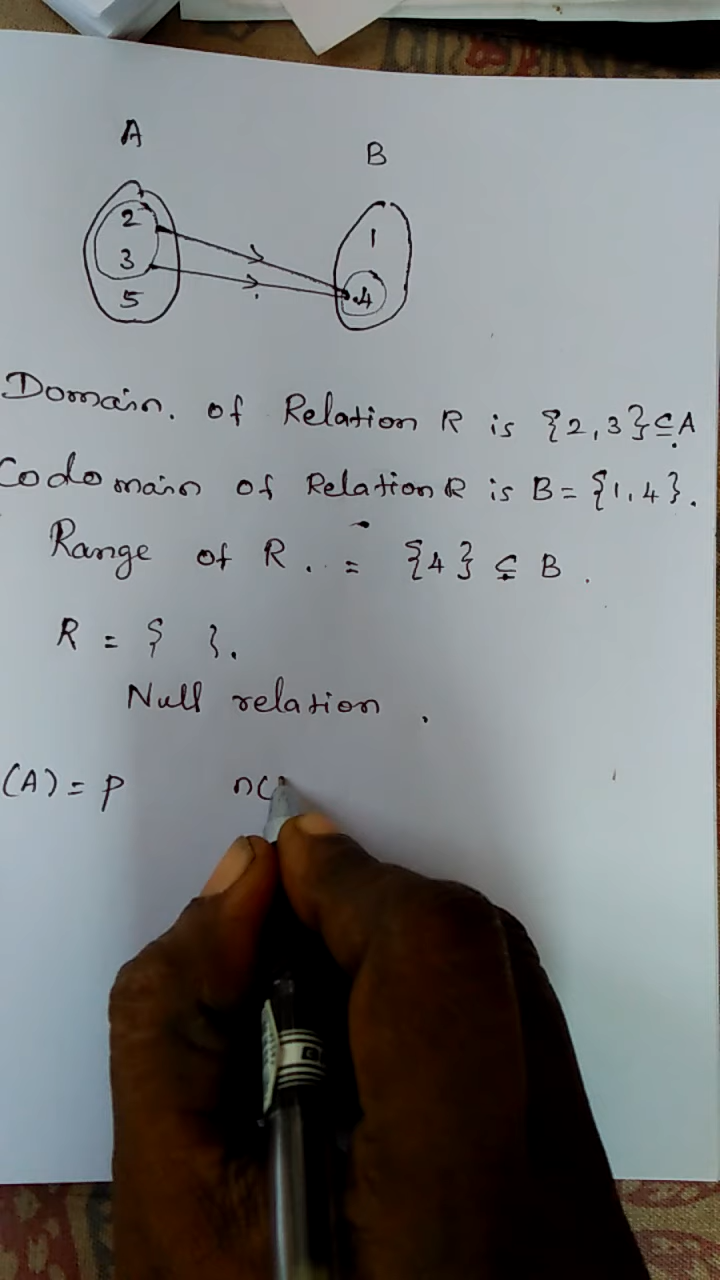 A B
2 1
3 4
5
Domain. of Relation R is {2,3}⊆A
Codomain of Relation R is B={1,4}.
Range of R. = {4} ⊆ B.
R = { }.
Null relation.
(A)= p n(